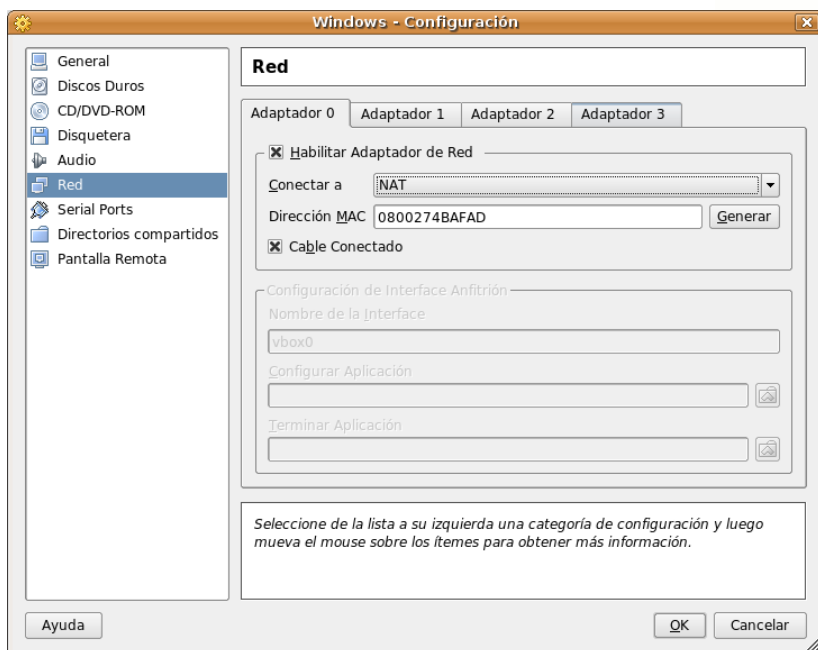 Windows - Configuración
General
Discos Duros
CD/DVD-ROM
Disquetera
Audio
Red
Serial Ports
Directorios compartidos
Pantalla Remota
Red
Adaptador 0 Adaptador 1 Adaptador 2 Adaptador 3
Habilitar Adaptador de Red
Conectar a NAT
Dirección MAC 0800274BAFAD Generar
Cable Conectado
Configuración de Interface Anfitrión
Nombre de la Interface
vbox0
Configurar Aplicación
Terminar Aplicación
Seleccione de la lista a su izquierda una categoría de configuración y luego
mueva el mouse sobre los ítemes para obtener más información.
Ayuda OK Cancelar